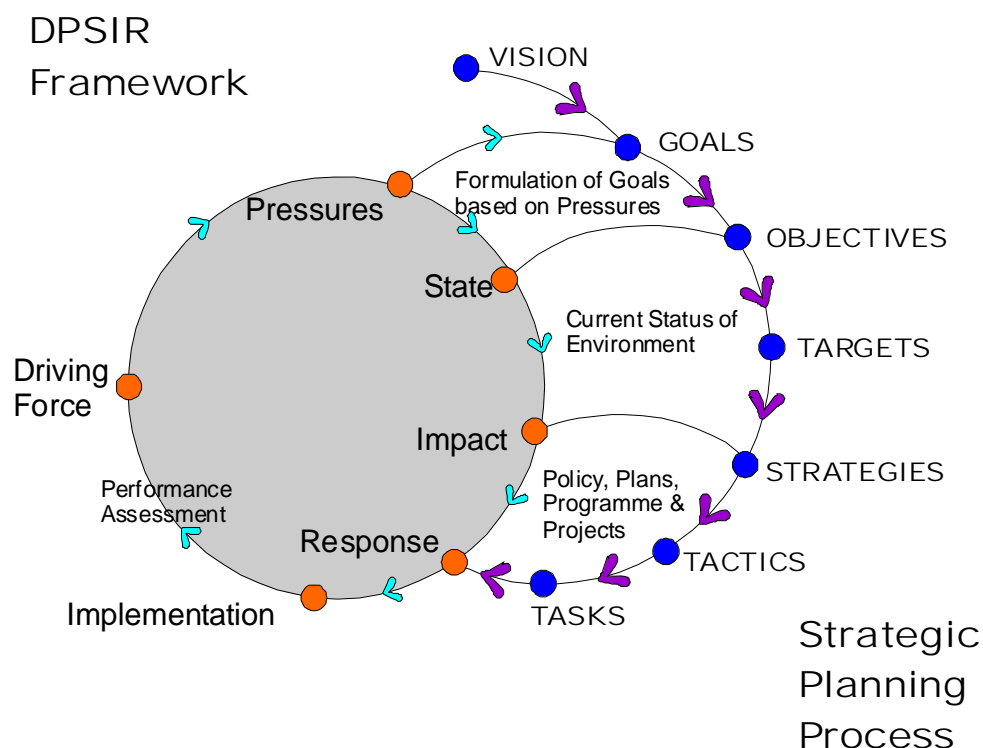 DPSIR
Framework
VISION
GOALS
Formulation of Goals
based on Pressures
Pressures
OBJECTIVES
State
Current Status of
Environment
TARGETS
Driving
Force
Impact
STRATEGIES
Policy, Plans,
Programme &
Projects
Performance
Assessment
Response
TACTICS
Implementation
TASKS
Strategic
Planning
Process